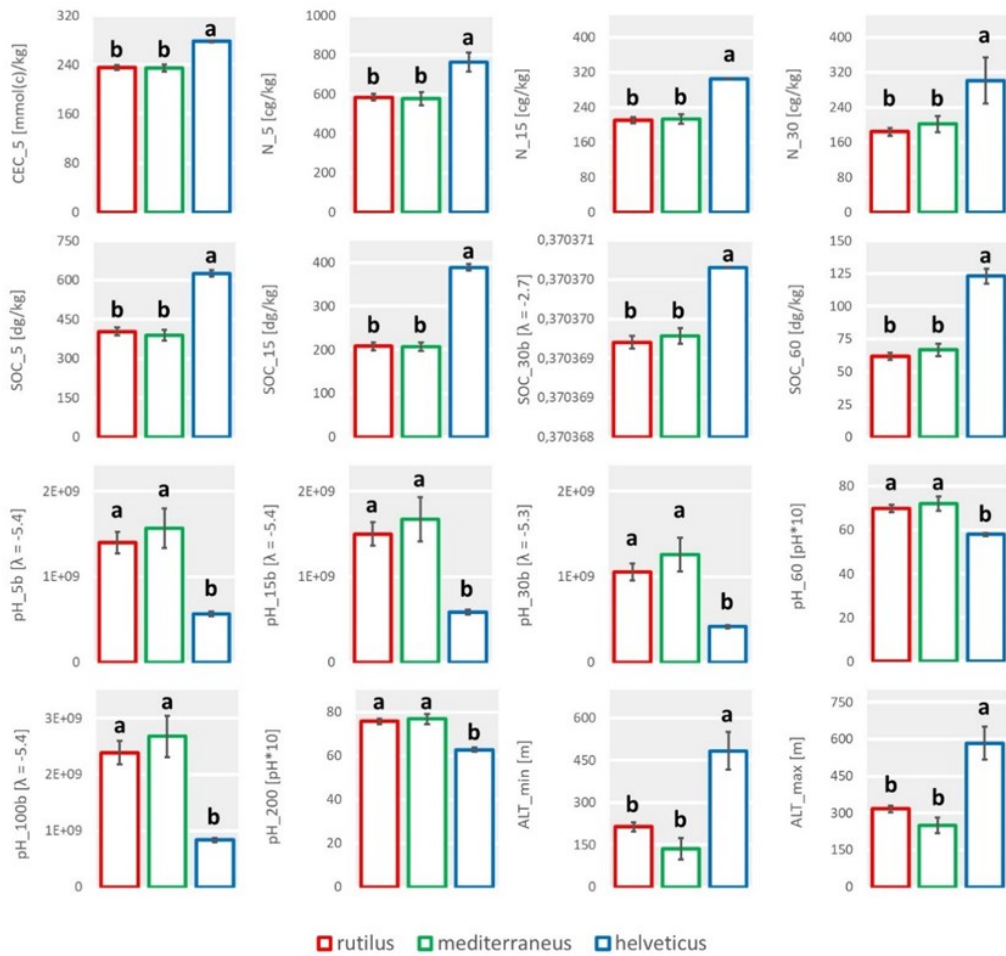 CEC_5 [mmol(c)/kg]
320
240
160
80
0
b b a
N_5 [cg/kg]
1000
800
600
400
200
0
b b a
N_15 [cg/kg]
400
320
240
160
80
0
b b a
N_30 [cg/kg]
400
320
240
160
80
0
b b a
SOC_5 [dg/kg]
750
600
450
300
150
0
b b a
SOC_15 [dg/kg]
400
300
200
100
0
b b a
SOC_30b [λ = -2.7]
0,370371
0,370370
0,370370
0,370369
0,370369
0,370368
b b a
SOC_60 [dg/kg]
150
125
100
75
50
25
0
b b a
pH_5b [λ = -5.4]
2E+09
1E+09
0
a a b
pH_15b [λ = -5.4]
2E+09
1E+09
0
a a b
pH_30b [λ = -5.3]
2E+09
1E+09
0
a a b
pH_60 [pH*10]
80
60
40
20
0
a a b
pH_100b [λ = -5.4]
3E+09
2E+09
1E+09
0
a a b
pH_200 [pH*10]
80
60
40
20
0
a a b
ALT_min [m]
600
450
300
150
0
b b a
ALT_max [m]
750
600
450
300
150
0
b b a
rutilus mediterraneus helveticus